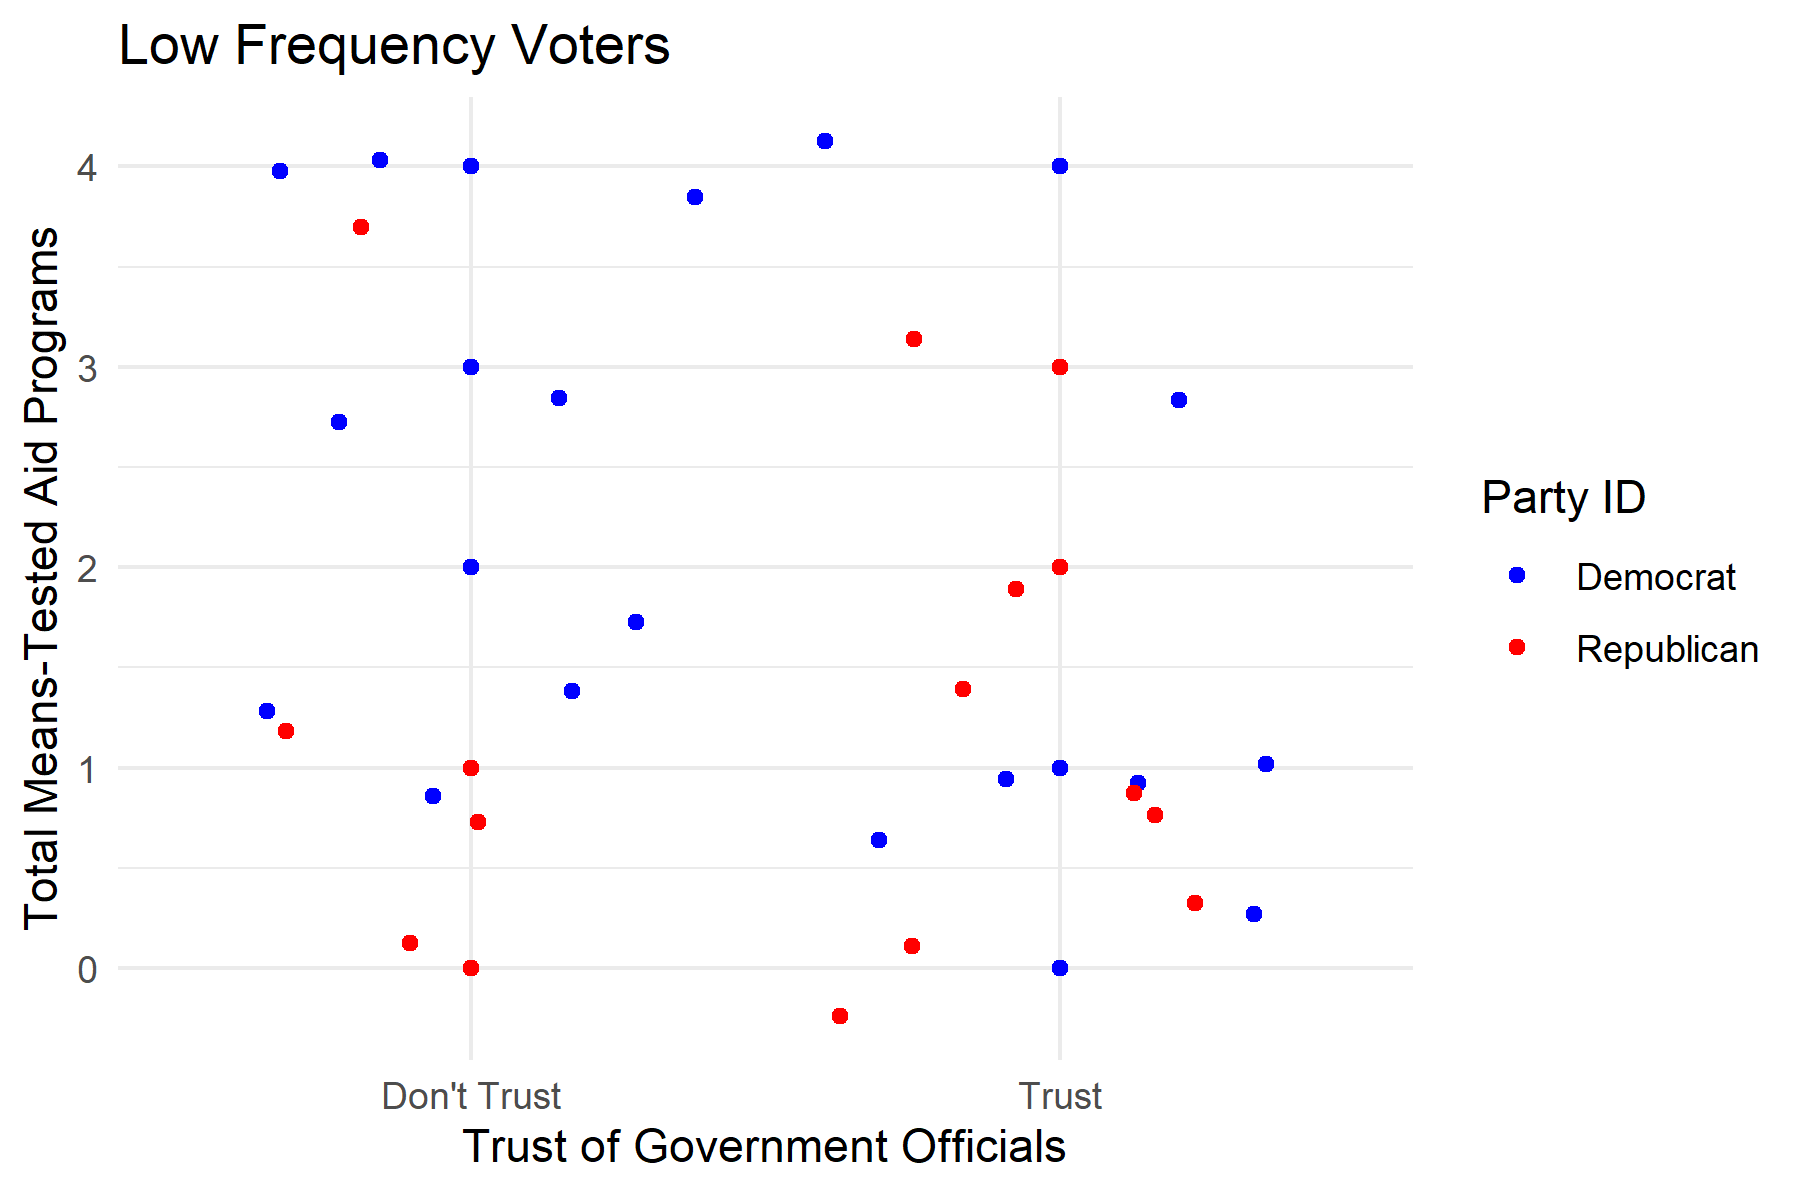 Low Frequency Voters
Total Means-Tested Aid Programs
4
3
2
1
0
Don't Trust
Trust
Trust of Government Officials
Party ID
Democrat
Republican